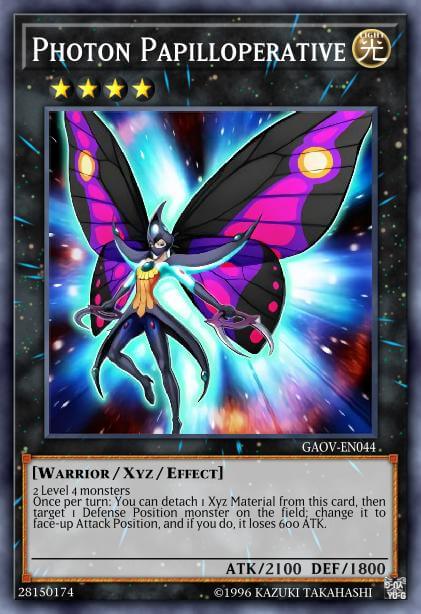 PHOTON PAPILLOPERATIVE
LIGHT
光
GAOV-EN044
[WARRIOR / XYZ / EFFECT]
2 Level 4 monsters
Once per turn: You can detach 1 Xyz Material from this card, then
target 1 Defense Position monster on the field; change it to
face-up Attack Position, and if you do, it loses 600 ATK.
ATK/2100 DEF/1800
28150174
©1996 KAZUKI TAKAHASHI